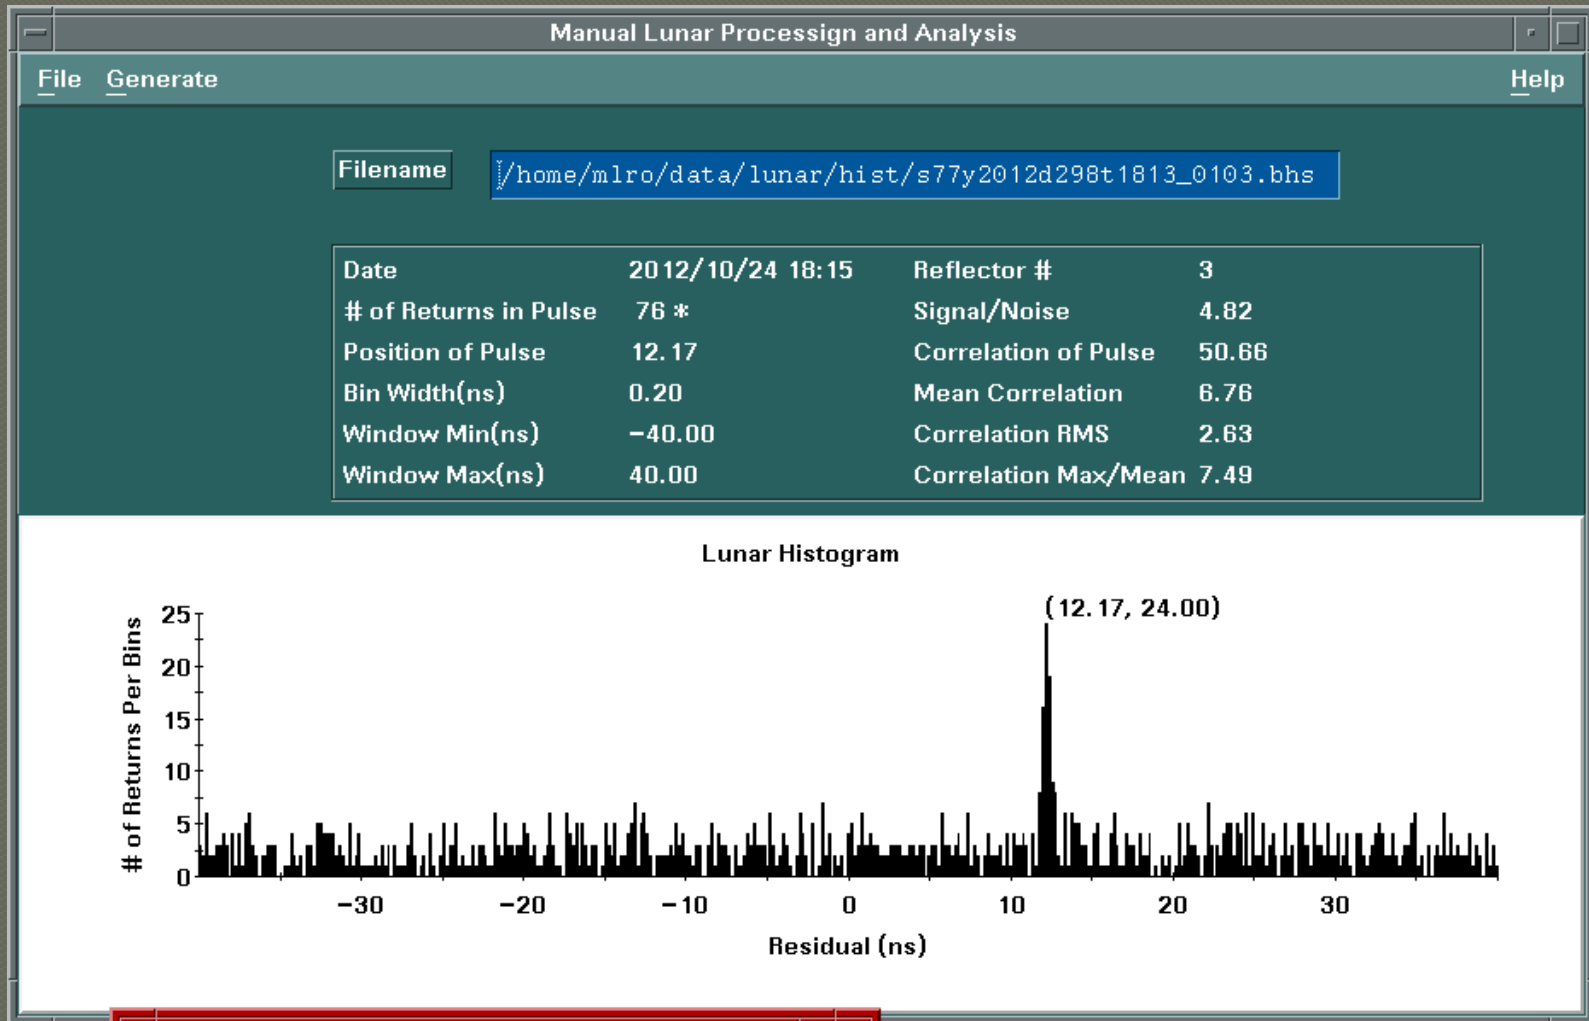 Manual Lunar Processign and Analysis
File Generate Help
Filename /home/mlro/data/lunar/hist/s77y2012d298t1813_0103.bhs
Date 2012/10/24 18:15 Reflector # 3
# of Returns in Pulse 76 * Signal/Noise 4.82
Position of Pulse 12.17 Correlation of Pulse 50.66
Bin Width(ns) 0.20 Mean Correlation 6.76
Window Min(ns) -40.00 Correlation RMS 2.63
Window Max(ns) 40.00 Correlation Max/Mean 7.49
Lunar Histogram
(12.17, 24.00)
# of Returns Per Bins
25
20
15
10
5
0
-30 -20 -10 0 10 20 30
Residual (ns)